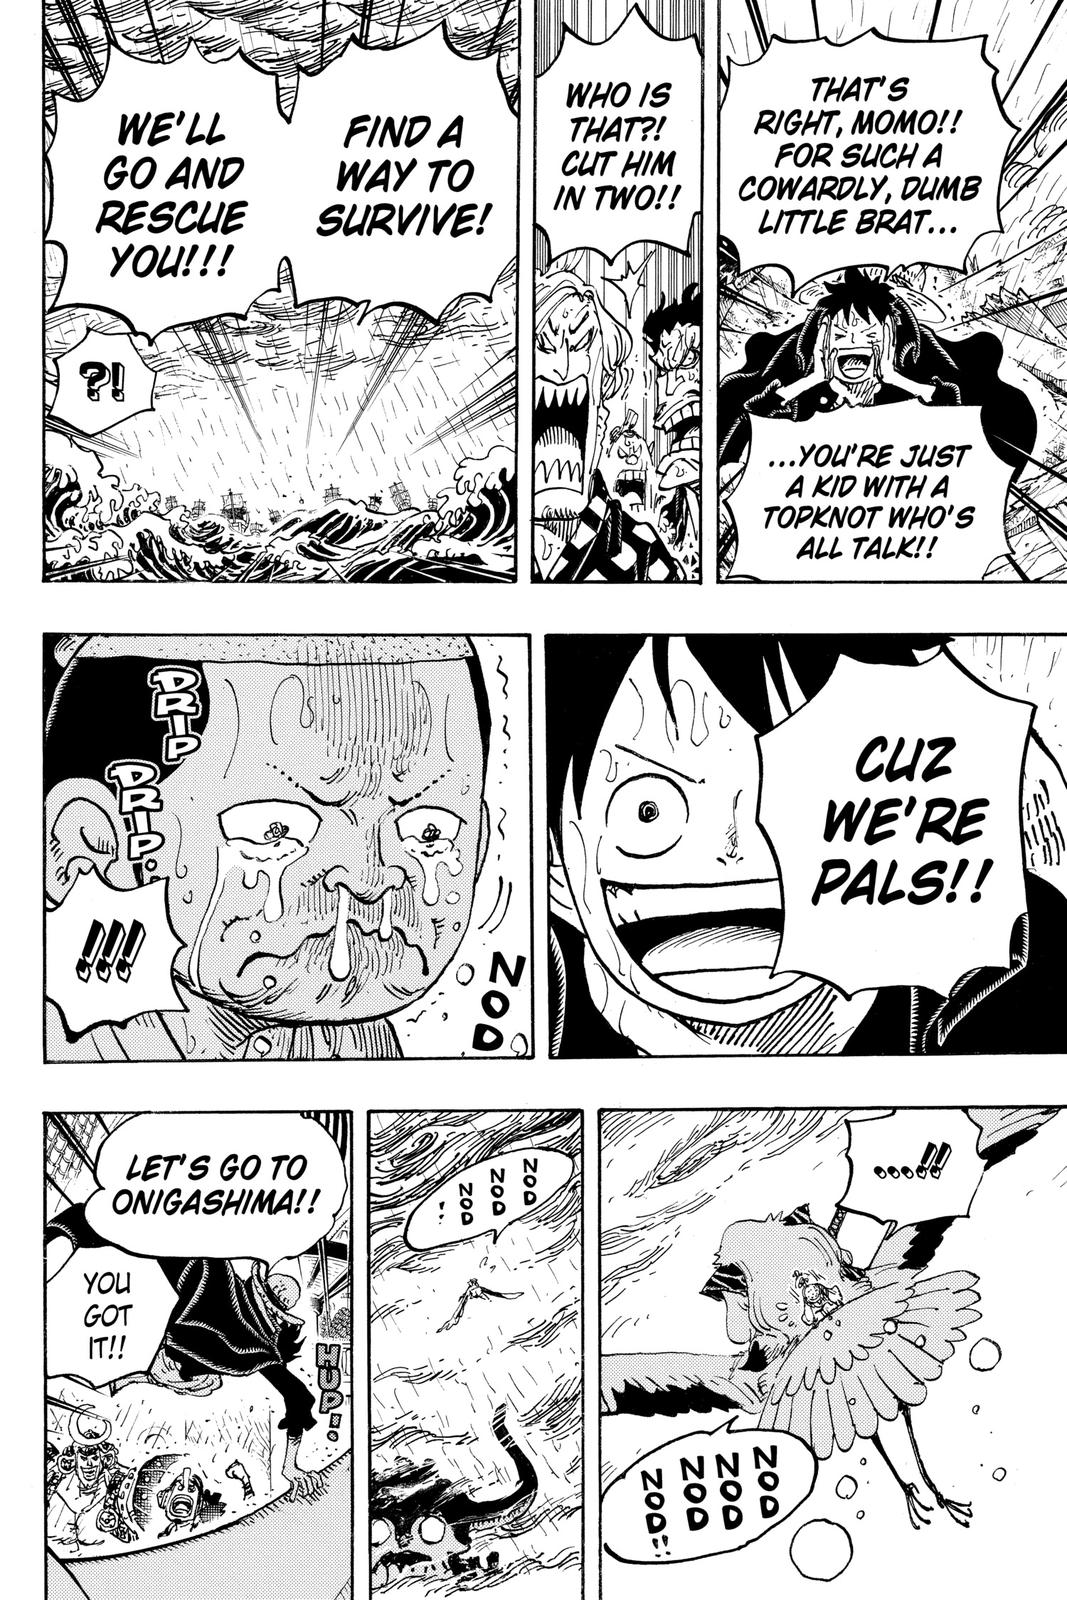 THAT'S
RIGHT, MOMO!!
FOR SUCH A
COWARDLY, DUMB
LITTLE BRAT...
...YOU'RE JUST
A KID WITH A
TOPKNOT WHO'S
ALL TALK!!
WHO IS
THAT?!
CUT HIM
IN TWO!!
FIND A
WAY TO
SURVIVE!
WE'LL
GO AND
RESCUE
YOU!!!
?!
CUZ
WE'RE
PALS!!
DRIP
DRIP!
!!!!
NOD
....!!
NOD
NOD
NOD
NOD!!
NOD
NOD
NOD
!
LET'S GO TO
ONIGASHIMA!!
YOU
GOT
IT!!
HUP!